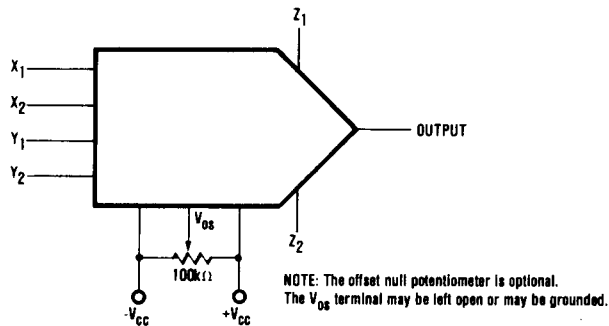 Z1
X1
X2
Y1
Y2
OUTPUT
Vos
Z2
100kΩ
-Vcc
+Vcc
NOTE: The offset null potentiometer is optional.
The Vos terminal may be left open or may be grounded.